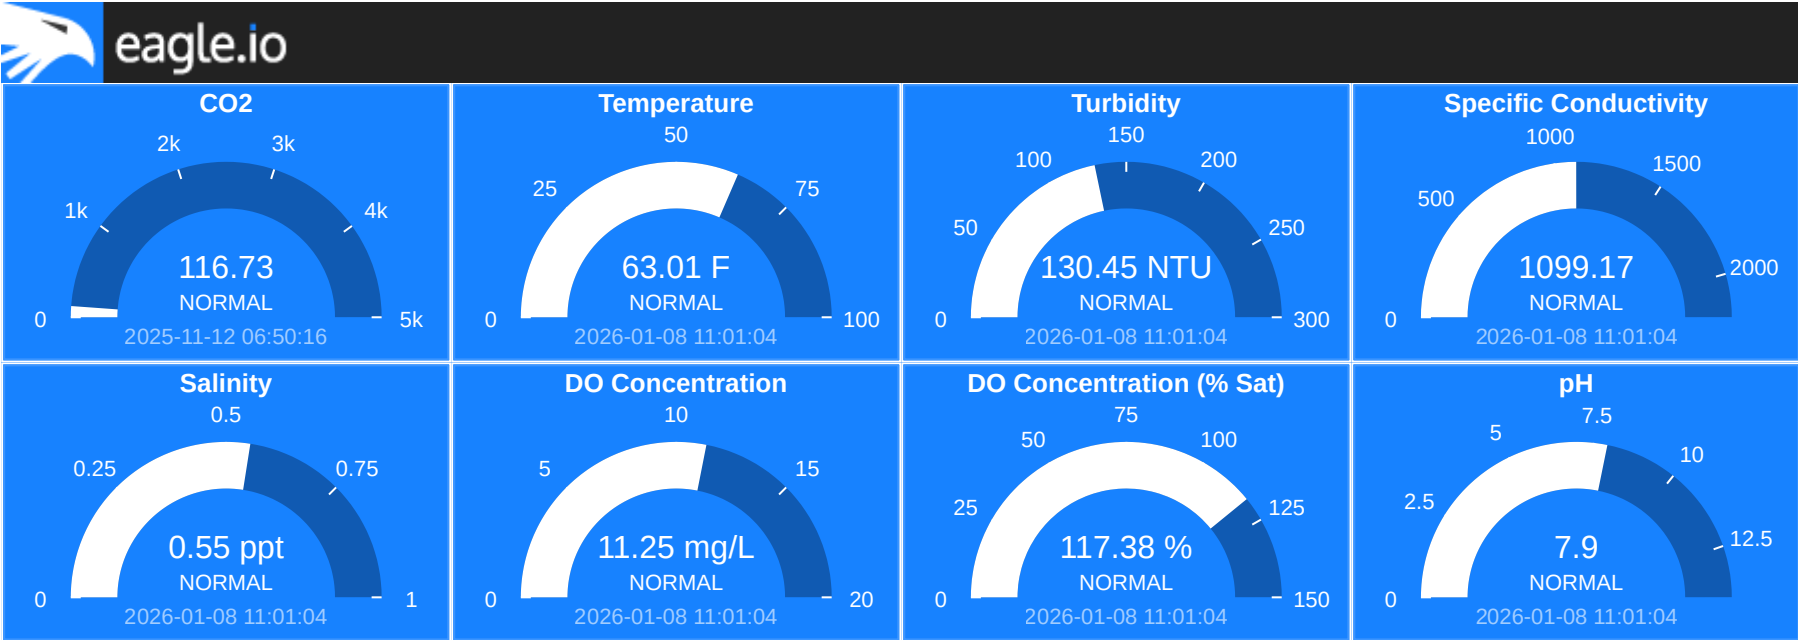 eagle.io
CO2
0
1k
2k
3k
4k
5k
116.73
NORMAL
2025-11-12 06:50:16
Temperature
0
25
50
75
100
63.01 F
NORMAL
2026-01-08 11:01:04
Turbidity
0
50
100
150
200
250
300
130.45 NTU
NORMAL
2026-01-08 11:01:04
Specific Conductivity
0
500
1000
1500
2000
1099.17
NORMAL
2026-01-08 11:01:04
Salinity
0
0.25
0.5
0.75
1
0.55 ppt
NORMAL
2026-01-08 11:01:04
DO Concentration
0
5
10
15
20
11.25 mg/L
NORMAL
2026-01-08 11:01:04
DO Concentration (% Sat)
0
25
50
75
100
125
150
117.38 %
NORMAL
2026-01-08 11:01:04
pH
0
2.5
5
7.5
10
12.5
7.9
NORMAL
2026-01-08 11:01:04